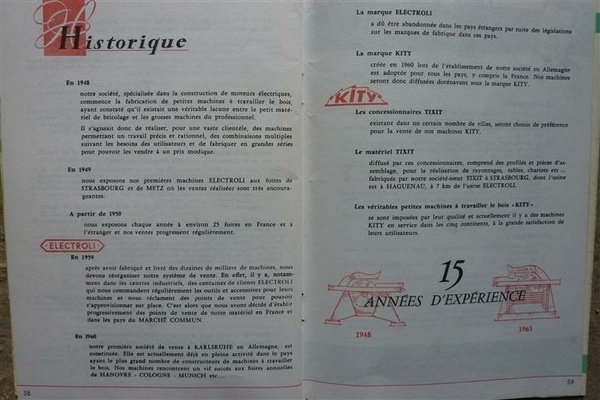 Historique
En 1948
notre société, spécialisée dans la construction de moteurs électriques,
commence la fabrication de petites machines à travailler le bois,
ayant constaté qu'il existait une véritable lacune entre le petit maté-
riel de bricolage et les grosses machines du professionnel.
Il s'agissait donc de réaliser, pour une vaste clientèle, des machines
permettant un travail précis et rationnel, des combinaisons multiples
suivant les besoins des utilisateurs et de fabriquer en grandes séries
pour pouvoir les vendre à un prix modique.
En 1949
nous exposons nos premières machines ELECTROLI aux foires de
STRASBOURG et de METZ où les ventes réalisées sont très encoura-
geantes.
A partir de 1950
nous exposons chaque année à environ 25 foires en France et à
l'étranger et nos ventes progressent régulièrement.
ELECTROLI
En 1959
après avoir fabriqué et livré des dizaines de milliers de machines, nous
devons réorganiser notre système de vente. En effet, il y a, notam-
ment dans les centres industriels, des centaines de clients ELECTROLI
qui nous commandent régulièrement les outils et accessoires pour leurs
machines et nous réclament des points de vente pour pouvoir
s'approvisionner sur place. C'est alors que nous avons décidé d'établir
progressivement des points de vente de notre matériel en France et
dans les pays du MARCHÉ COMMUN.
En 1960
notre première société de vente à KARLSRUHE en Allemagne, est
constituée. Elle est actuellement déjà en pleine activité dans le pays
ayant le plus grand nombre de constructeurs de machines à travailler
le bois. Nos machines rencontrent un vif succès aux foires annuelles
de HANOVRE - COLOGNE - MUNICH etc...
58
La marque ELECTROLI
a dû être abandonnée dans les pays étrangers par suite des législations
sur les marques de fabrique dans ces pays.
La marque KITY
créée en 1960 lors de l'établissement de notre société en Allemagne
est adoptée pour tous les pays, y compris la France. Nos machines
seront donc diffusées dorénavant sous la marque KITY.
KITY
Les concessionnaires TIXIT
existant dans un certain nombre de villes, seront choisis de préférence
pour la vente de nos machines KITY.
Le matériel TIXIT
diffusé par ces concessionnaires, comprend des profilés et pièces d'as-
semblage, pour la réalisation de rayonnages, tables, chariots etc...
fabriqués par notre société-sœur TIXIT à STRASBOURG, dont l'usine
est à HAGUENAU, à 7 km de l'usine ELECTROLI.
Les véritables petites machines à travailler le bois «KITY»
se sont imposées par leur qualité et actuellement il y a des machines
KITY en service dans les cinq continents, à la grande satisfaction de
leurs utilisateurs.
15
ANNÉES D'EXPÉRIENCE
1948
1963
59